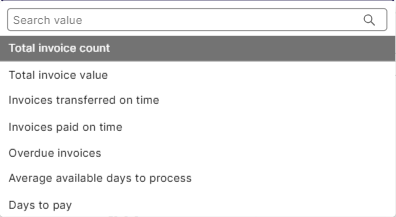 Search value
Total invoice count
Total invoice value
Invoices transferred on time
Invoices paid on time
Overdue invoices
Average available days to process
Days to pay